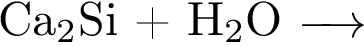 Ca₂Si + H₂O ⟶